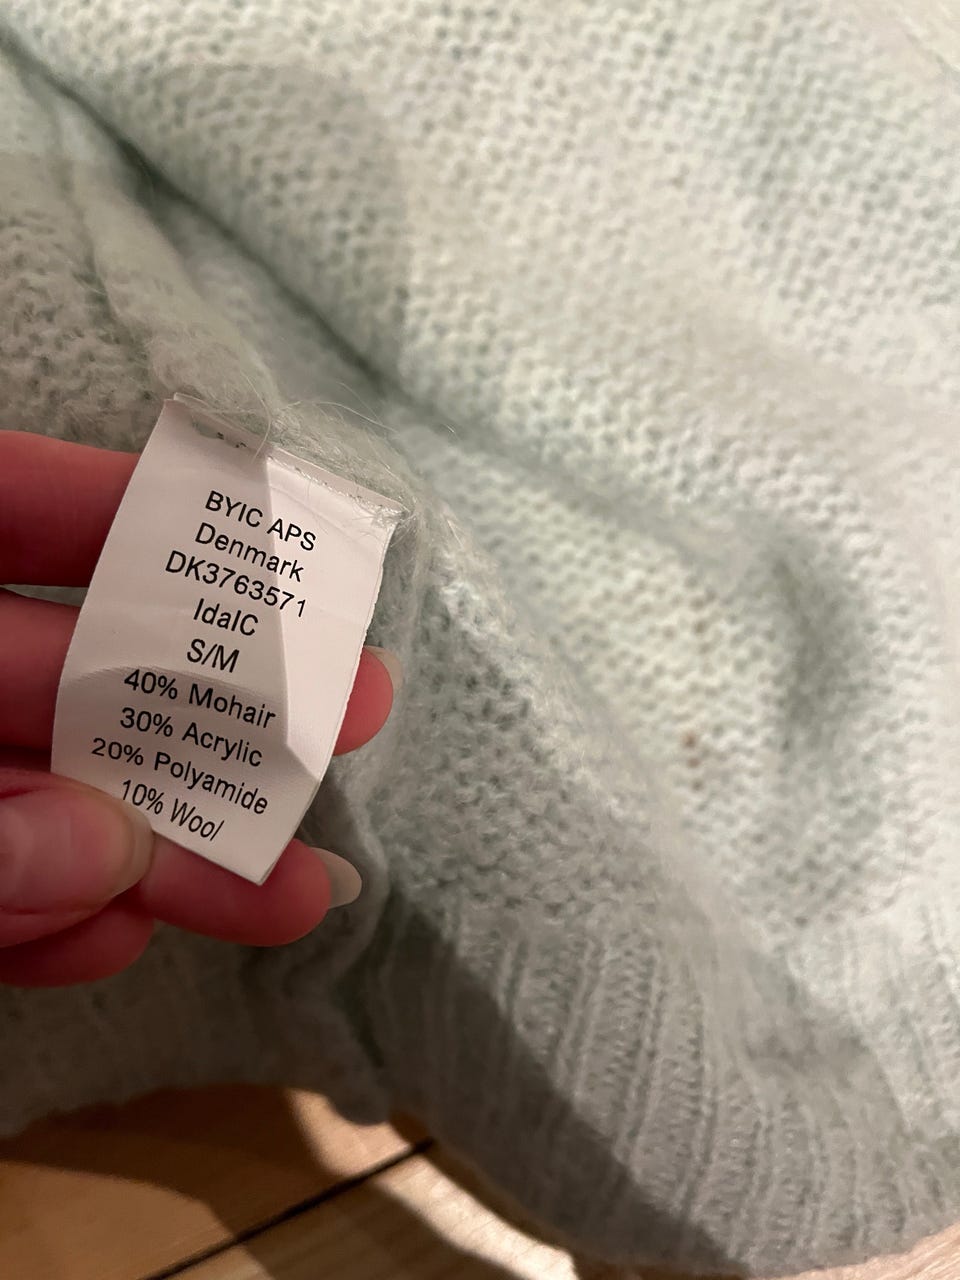 BYIC APS
Denmark
DK3763571
IdaIC
S/M
40% Mohair
30% Acrylic
20% Polyamide
10% Wool